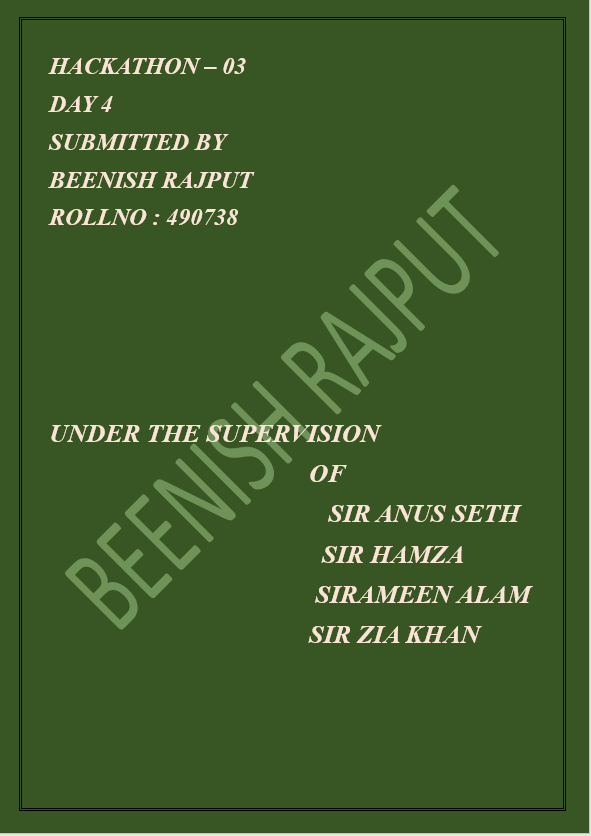 HACKATHON – 03
DAY 4
SUBMITTED BY
BEENISH RAJPUT
ROLLNO : 490738
BEENISH RAJPUT
UNDER THE SUPERVISION
OF
SIR ANUS SETH
SIR HAMZA
SIRAMEEN ALAM
SIR ZIA KHAN